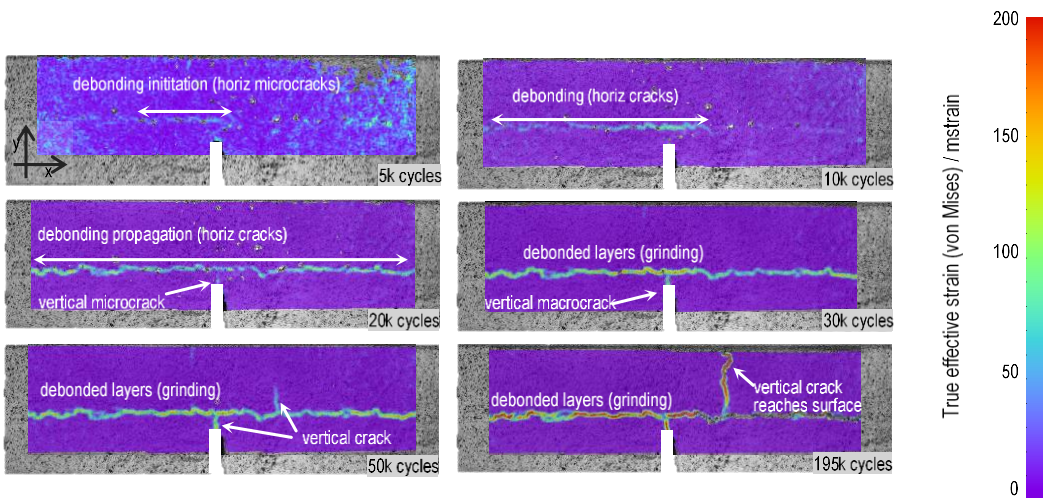 debonding inititation (horiz microcracks)
y
x
5k cycles
debonding (horiz cracks)
10k cycles
debonding propagation (horiz cracks)
vertical microcrack
20k cycles
debonded layers (grinding)
vertical macrocrack
30k cycles
debonded layers (grinding)
vertical crack
50k cycles
debonded layers (grinding)
vertical crack
reaches surface
195k cycles
200
150
100
50
0
True effective strain (von Mises) / mstrain